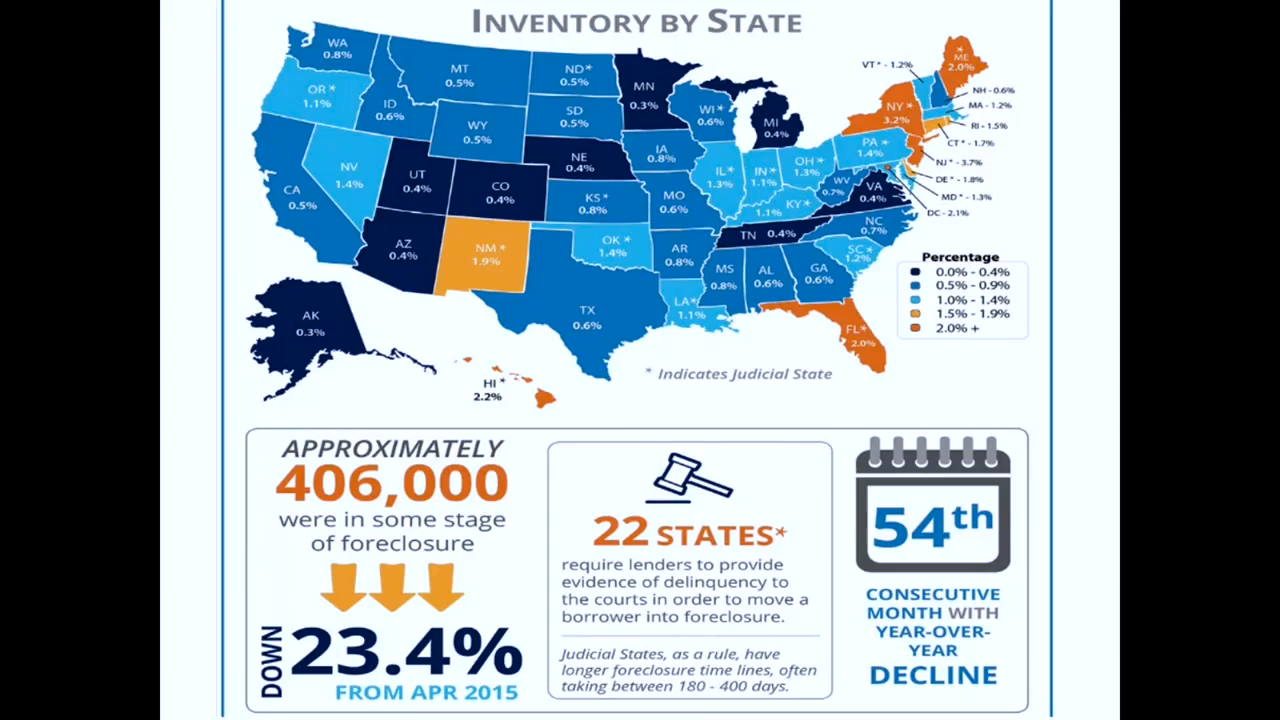 INVENTORY BY STATE
WA
0.8%
OR *
1.1%
ID
0.6%
MT
0.5%
ND*
0.5%
SD
0.5%
WY
0.5%
MN
0.3%
WI *
0.6%
MI
0.4%
VT * - 1.2%
* ME
2.0%
NH - 0.6%
MA - 1.2%
RI - 1.5%
CT * - 1.7%
NJ * - 3.7%
DE * - 1.8%
MD * - 1.3%
DC - 2.1%
NY *
3.2%
PA *
1.4%
NV
1.4%
CA
0.5%
UT
0.4%
CO
0.4%
NE
0.4%
KS *
0.8%
IA
0.8%
MO
0.6%
IL *
1.3%
IN *
1.1%
OH *
1.3%
WV
0.7%
VA
0.4%
KY*
1.1%
TN 0.4%
NC
0.7%
SC *
1.2%
AZ
0.4%
NM *
1.9%
OK *
1.4%
AR
0.8%
MS
0.8%
AL
0.6%
GA
0.6%
TX
0.6%
LA*
1.1%
FL*
2.0%
AK
0.3%
HI *
2.2%
Percentage
0.0% - 0.4%
0.5% - 0.9%
1.0% - 1.4%
1.5% - 1.9%
2.0% +
* Indicates Judicial State
APPROXIMATELY
406,000
were in some stage
of foreclosure
DOWN
23.4%
FROM APR 2015
22 STATES*
require lenders to provide
evidence of delinquency to
the courts in order to move a
borrower into foreclosure.
Judicial States, as a rule, have
longer foreclosure time lines, often
taking between 180 - 400 days.
54th
CONSECUTIVE
MONTH WITH
YEAR-OVER-
YEAR
DECLINE